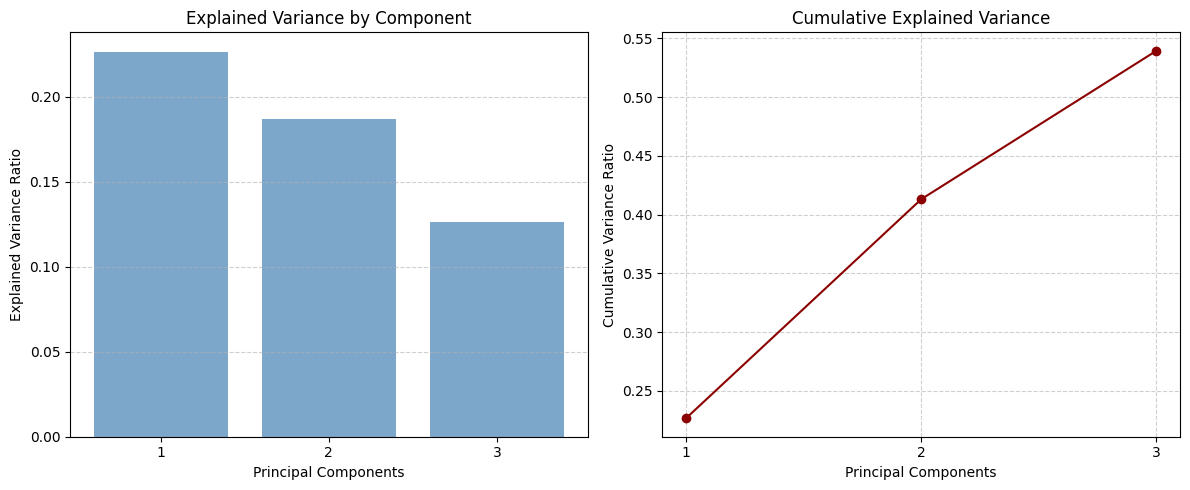 Explained Variance by Component
Explained Variance Ratio
0.20
0.15
0.10
0.05
0.00
1 2 3
Principal Components
Cumulative Explained Variance
Cumulative Variance Ratio
0.55
0.50
0.45
0.40
0.35
0.30
0.25
1 2 3
Principal Components